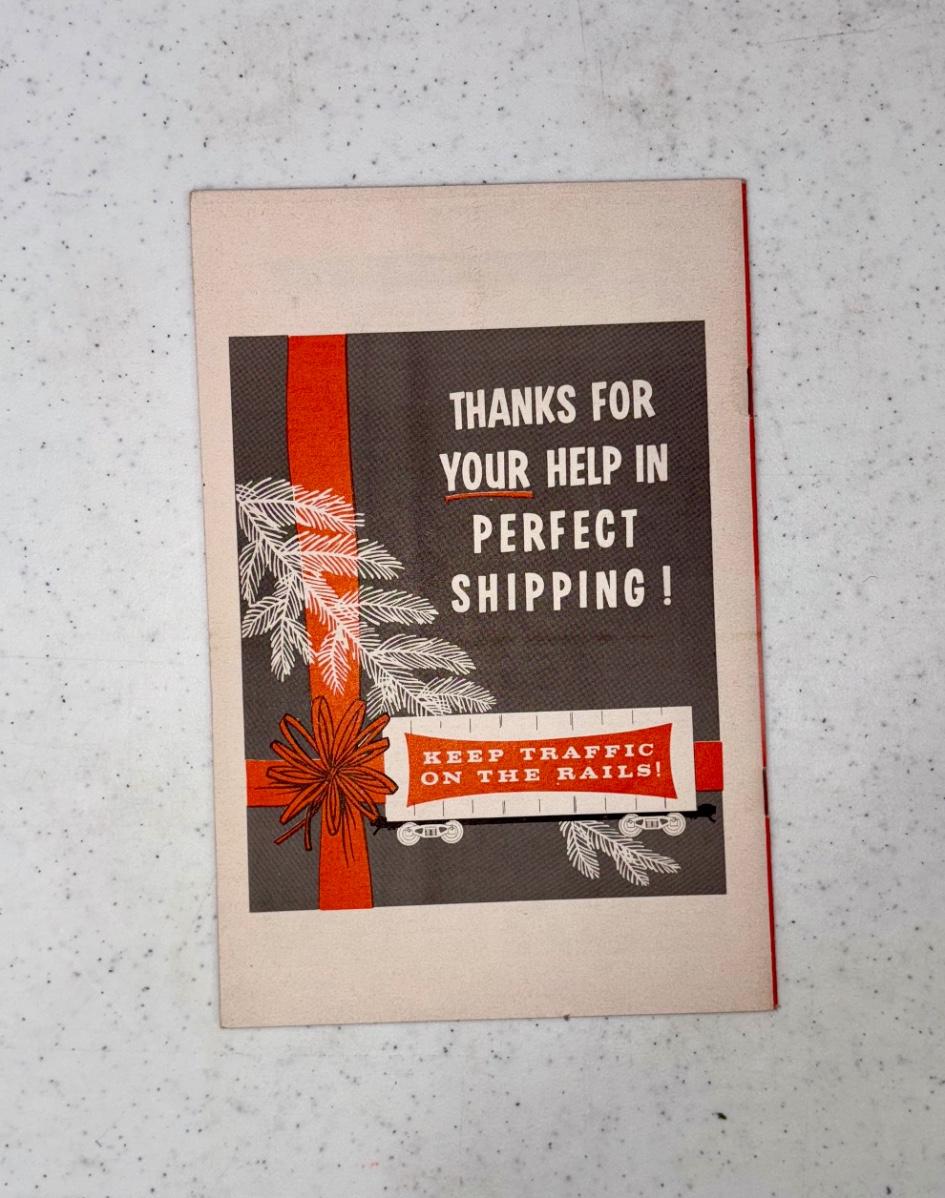 THANKS FOR
YOUR HELP IN
PERFECT
SHIPPING !
KEEP TRAFFIC
ON THE RAILS!